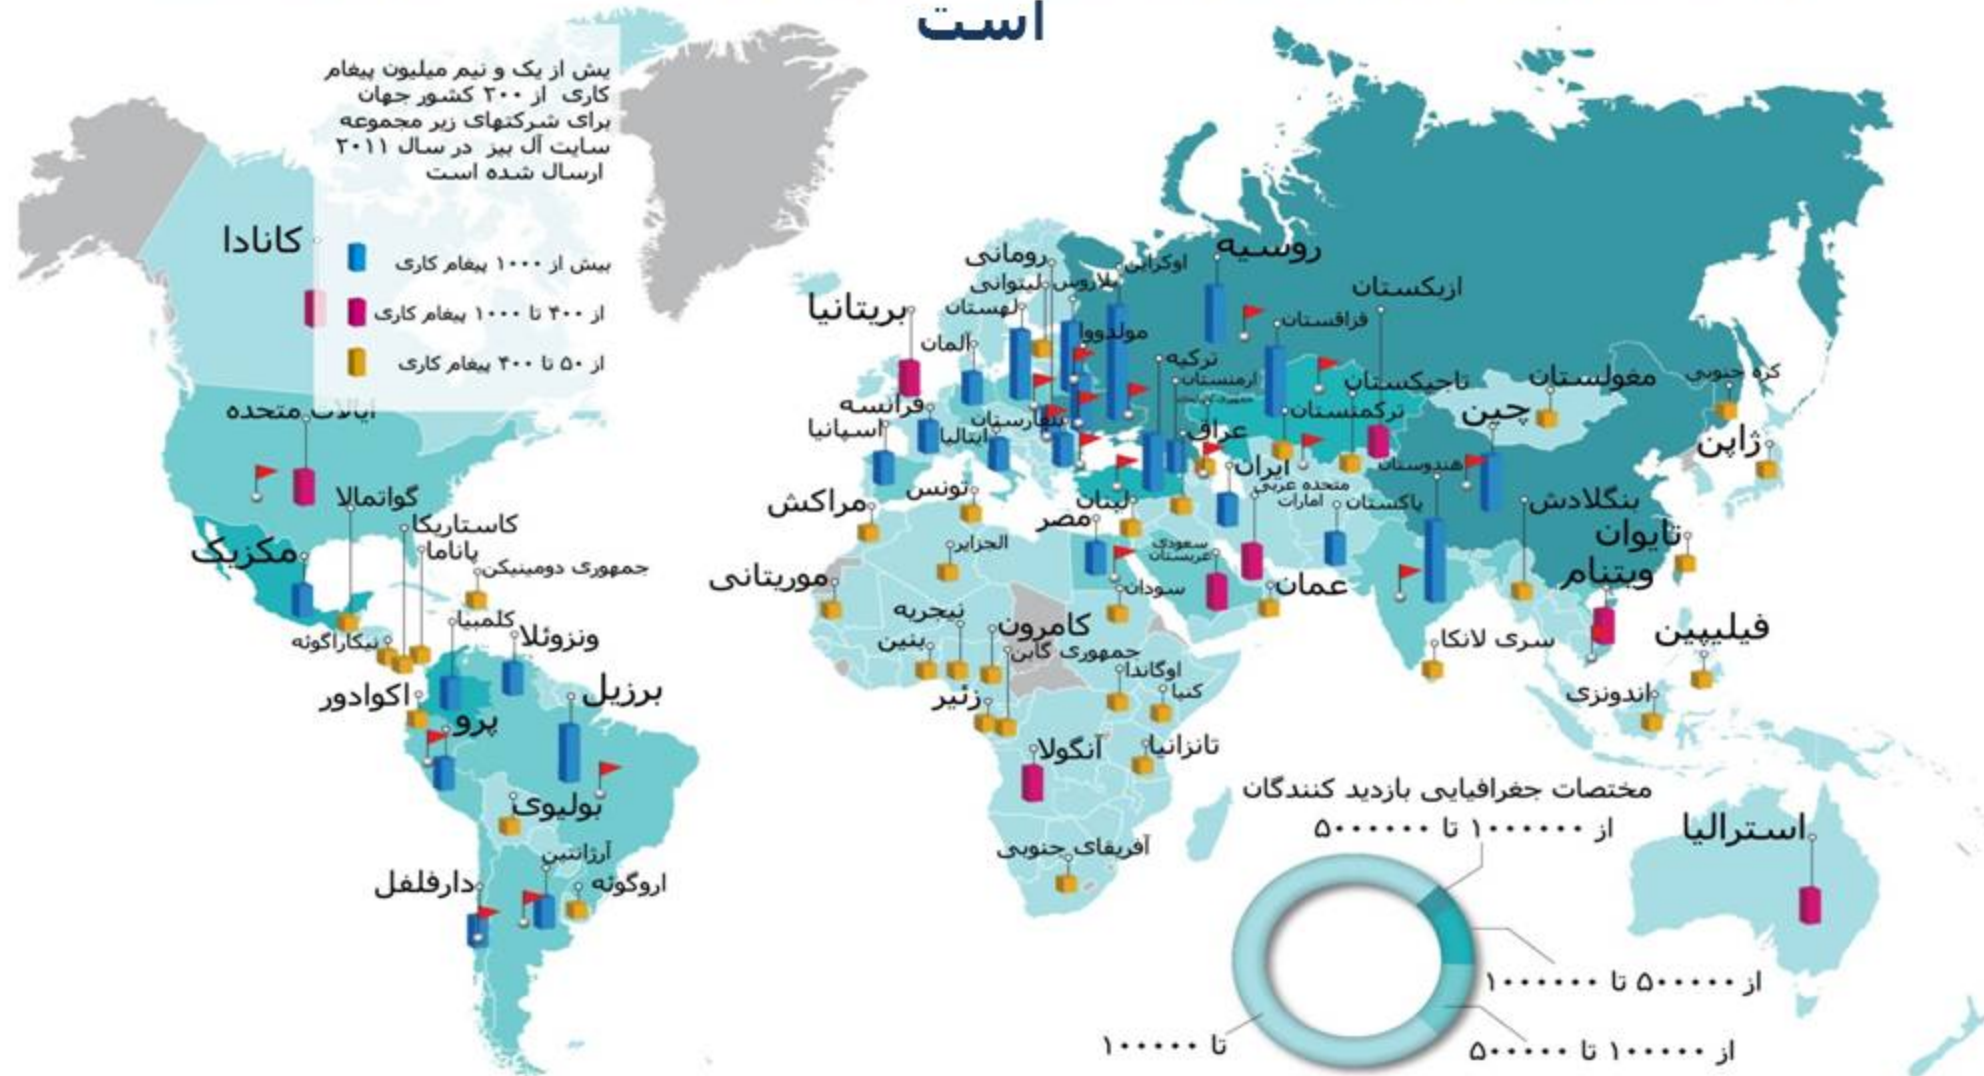 است
یش از یک و نیم میلیون پیغام
کاری از ۲۰۰ کشور جهان
برای شرکتهای زیر مجموعه
سایت آل بیز در سال ۲۰۱۱
ارسال شده است
کانادا
بیش از ۱۰۰۰ پیغام کاری
از ۴۰۰ تا ۱۰۰۰ پیغام کاری
از ۵۰ تا ۴۰۰ پیغام کاری
ایالات متحده
گواتمالا
کاستاریکا
پاناما
مکزیک
جمهوری دومینیکن
کلمبیا
ونزوئلا
نیکاراگوئه
اکوادور
برزیل
پرو
بولیوی
آرژانتین
دارفلفل
اروگوئه
رومانی
اوکراین
روسیه
لیتوانی
بلاروس
لهستان
بریتانیا
مولدووا
آلمان
ازبکستان
قزاقستان
ترکیه
ارمنستان
تاجیکستان
مغولستان
کره جنوبی
فرانسه
اسپانیا
ایتالیا
ترکمنستان
چین
عراق
ژاپن
ایران
هندوستان
متحده عربی
امارات
پاکستان
بنگلادش
تایوان
ویتنام
تونس
مراکش
لبنان
مصر
الجزایر
سعودی
عربستان
عمان
موریتانی
سودان
نیجریه
کامرون
بنین
جمهوری گابن
اوگاندا
کنیا
زئیر
آنگولا
تانزانیا
آفریقای جنوبی
سری لانکا
فیلیپین
اندونزی
استرالیا
مختصات جغرافیایی بازدید کنندگان
از ۱۰۰۰۰۰۰ تا ۵۰۰۰۰۰۰
از ۵۰۰۰۰۰ تا ۱۰۰۰۰۰۰
از ۱۰۰۰۰۰ تا ۵۰۰۰۰۰
تا ۱۰۰۰۰۰